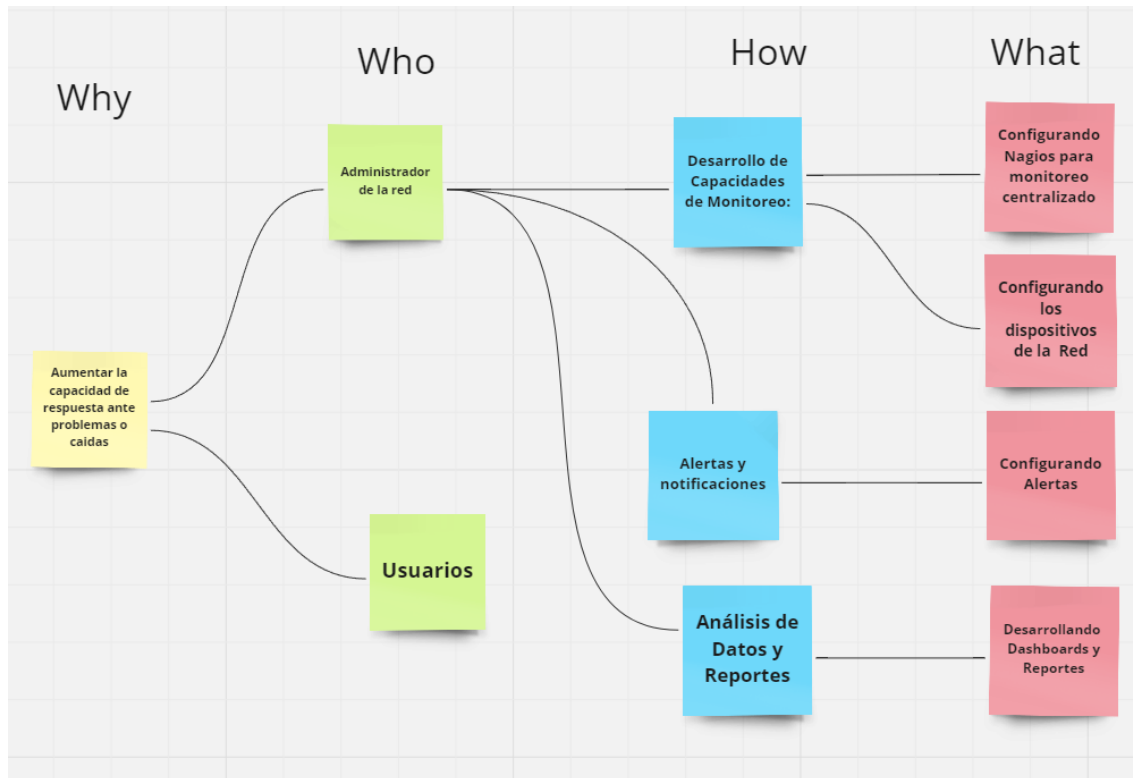 Why
Who
How
What
Administrador
de la red
Desarrollo de
Capacidades
de Monitoreo:
Configurando
Nagios para
monitoreo
centralizado
Configurando
los
dispositivos
de la Red
Aumentar la
capacidad de
respuesta ante
problemas o
caidas
Alertas y
notificaciones
Configurando
Alertas
Usuarios
Análisis de
Datos y
Reportes
Desarrollando
Dashboards y
Reportes